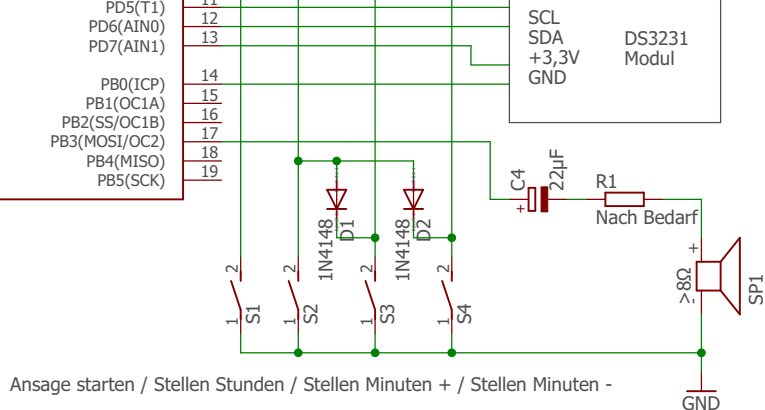 PD5(T1) 11
PD6(AIN0) 12
PD7(AIN1) 13
PB0(ICP) 14
PB1(OC1A) 15
PB2(SS/OC1B) 16
PB3(MOSI/OC2) 17
PB4(MISO) 18
PB5(SCK) 19
SCL
SDA
+3,3V
GND
DS3231
Modul
1N4148
D1
1N4148
D2
C4
22µF
+
R1
Nach Bedarf
+
>8Ω
-
SP1
2
1
S1
2
1
S2
2
1
S3
2
1
S4
Ansage starten / Stellen Stunden / Stellen Minuten + / Stellen Minuten -
GND